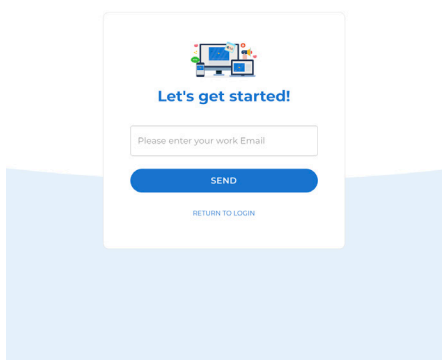 Let's get started!
Please enter your work Email
SEND
RETURN TO LOGIN